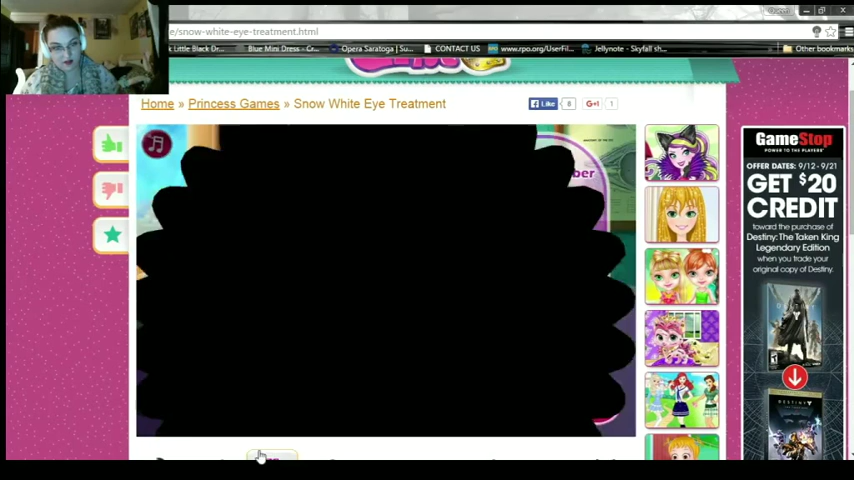 e/snow-white-eye-treatment.html
k Little Black Dr...
Blue Mini Dress - Cr...
Opera Saratoga | Su...
CONTACT US
RPO
www.rpo.org/UserFil...
Jellynote - Skyfall sh...
Other bookmarks
Home » Princess Games » Snow White Eye Treatment
Like
8
G+1
1
ber
GameStop
POWER TO THE PLAYERS
OFFER DATES: 9/12 - 9/21
GET $20
CREDIT
toward the purchase of
Destiny: The Taken King
Legendary Edition
when you trade your
original copy of Destiny.
DESTINY